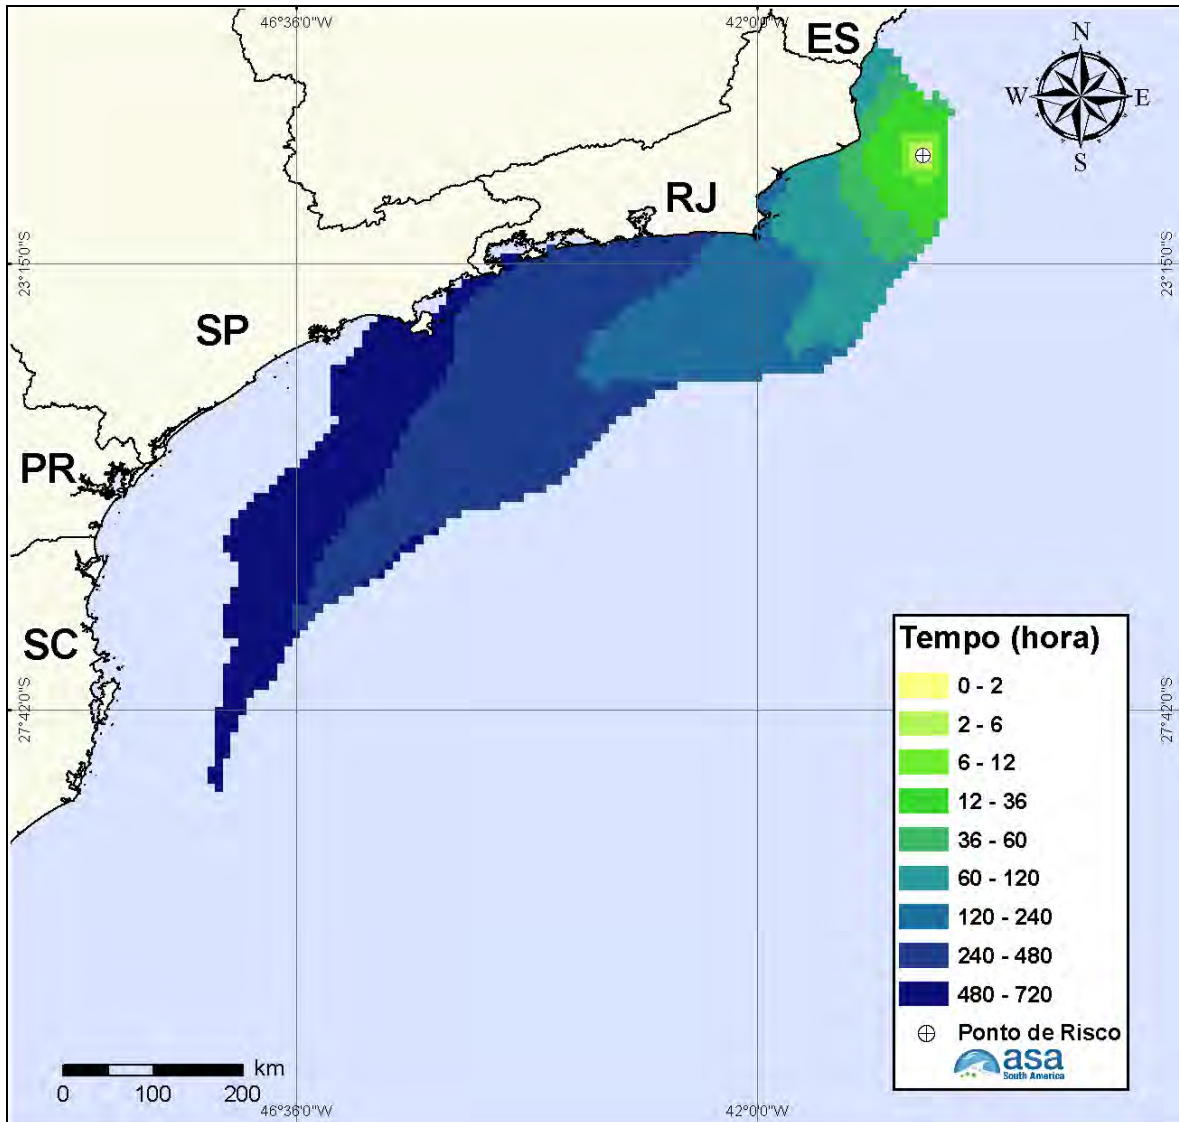 46°36'0"W
42°0'0"W
ES
N
W
E
S
RJ
23°15'0"S
23°15'0"S
SP
PR
SC
Tempo (hora)
0 - 2
2 - 6
6 - 12
12 - 36
36 - 60
60 - 120
120 - 240
240 - 480
480 - 720
Ponto de Risco
asa
South America
27°42'0"S
27°42'0"S
km
0 100 200
46°36'0"W
42°0'0"W